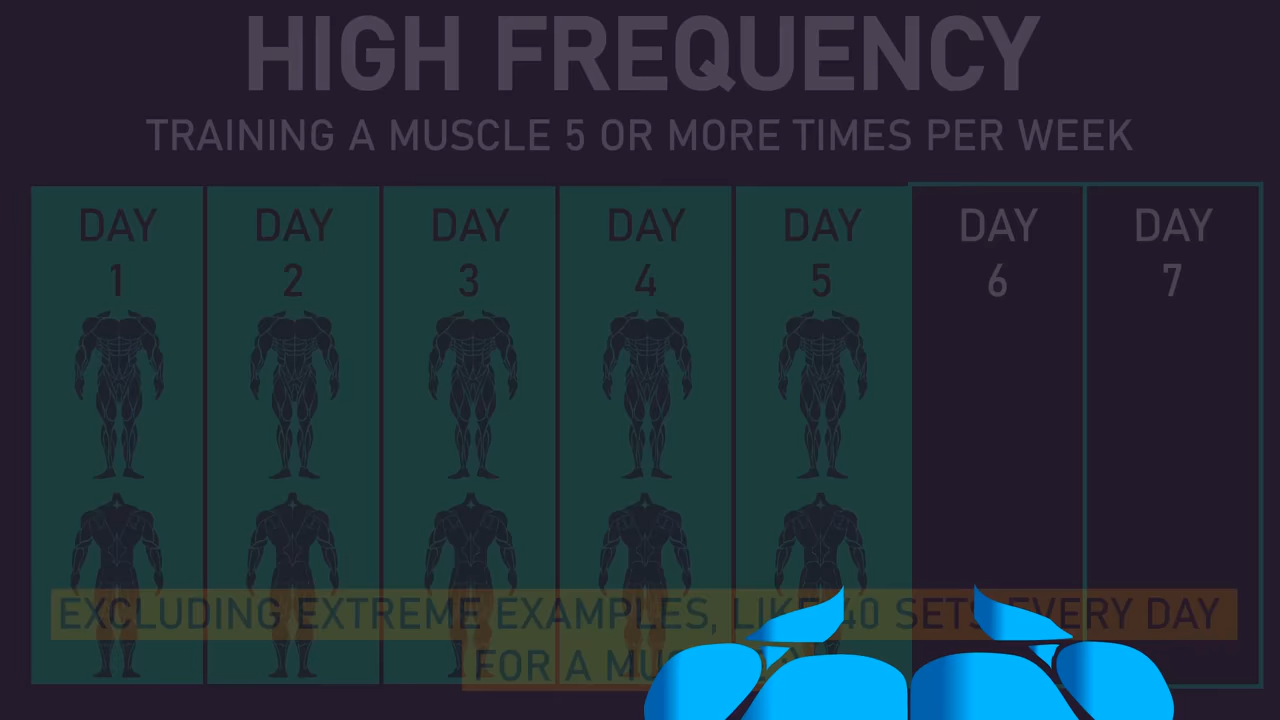 HIGH FREQUENCY
TRAINING A MUSCLE 5 OR MORE TIMES PER WEEK
DAY DAY DAY DAY DAY DAY DAY
1 2 3 4 5 6 7
EXCLUDING EXTREME EXAMPLES, LIKE 40 SETS EVERY DAY
FOR A